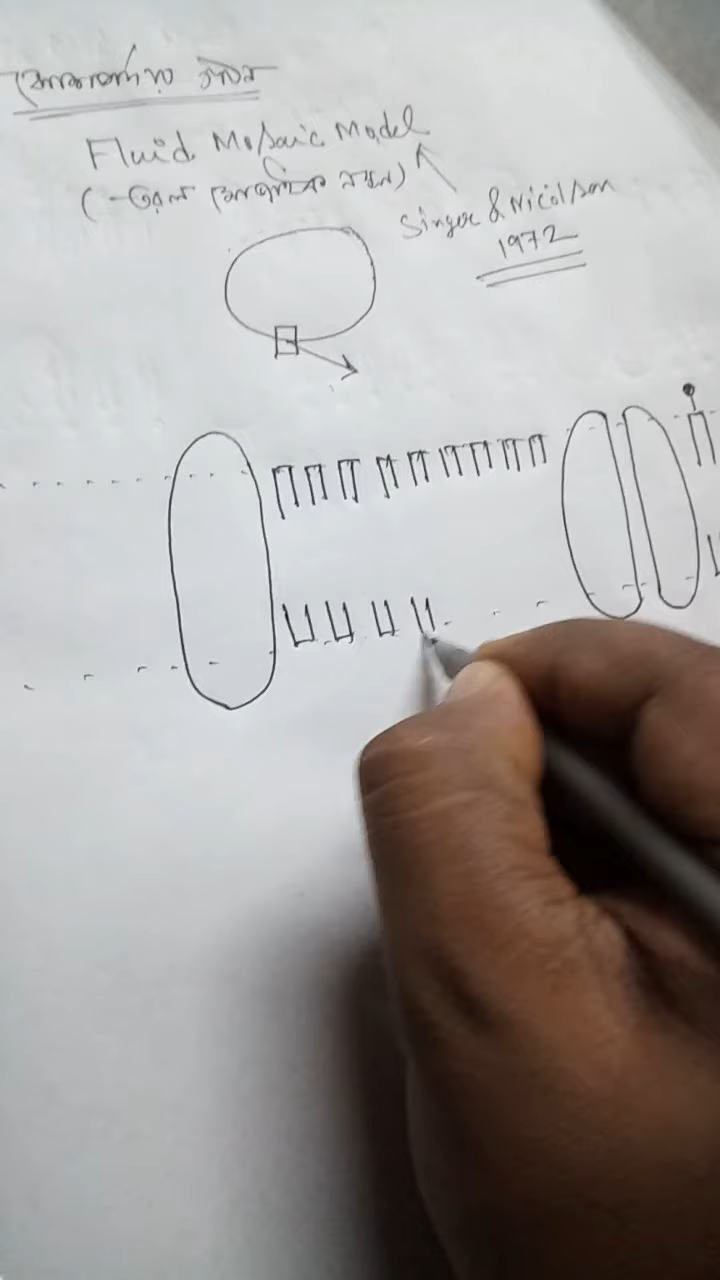 কোষপর্দার গঠন
Fluid Mosaic Model
(তরল মোজাইক মডেল)
Singer & Nicolson
1972